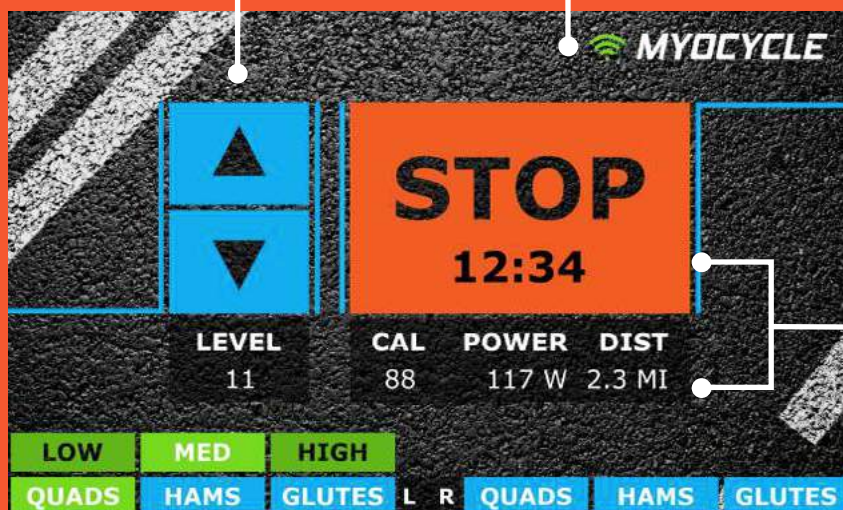 MYOCYCLE
STOP
12:34
LEVEL CAL POWER DIST
11 88 117 W 2.3 MI
LOW MED HIGH
QUADS HAMS GLUTES L R QUADS HAMS GLUTES